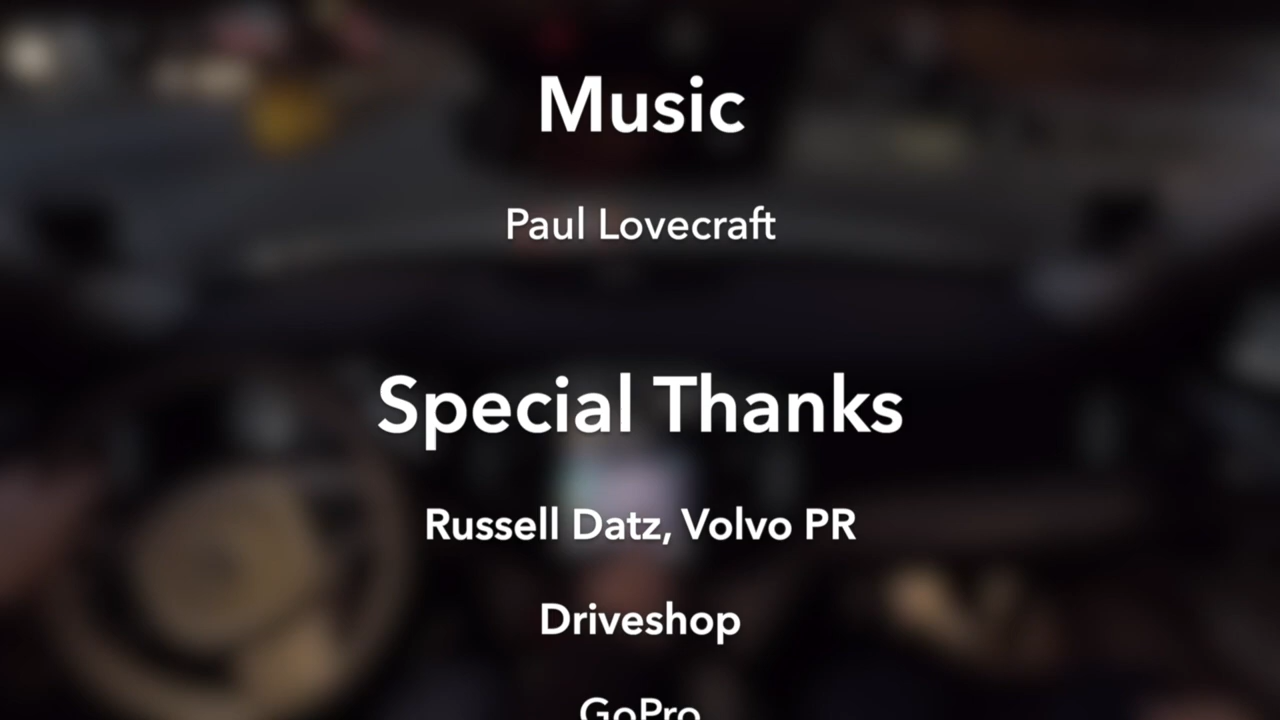 Music
Paul Lovecraft
Special Thanks
Russell Datz, Volvo PR
Driveshop
GoPro